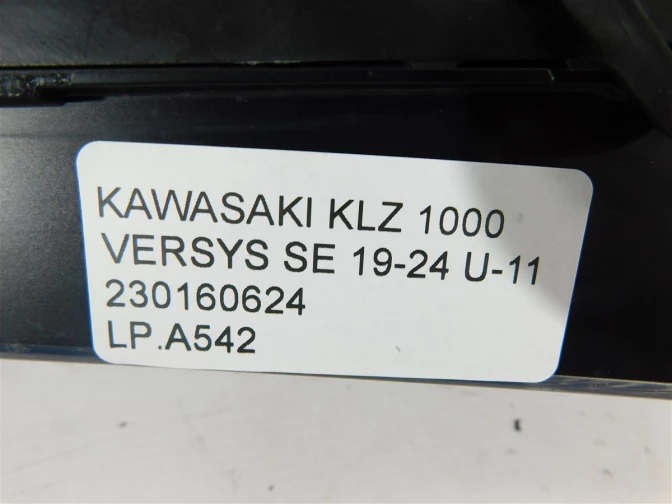 KAWASAKI KLZ 1000
VERSYS SE 19-24 U-11
230160624
LP.A542